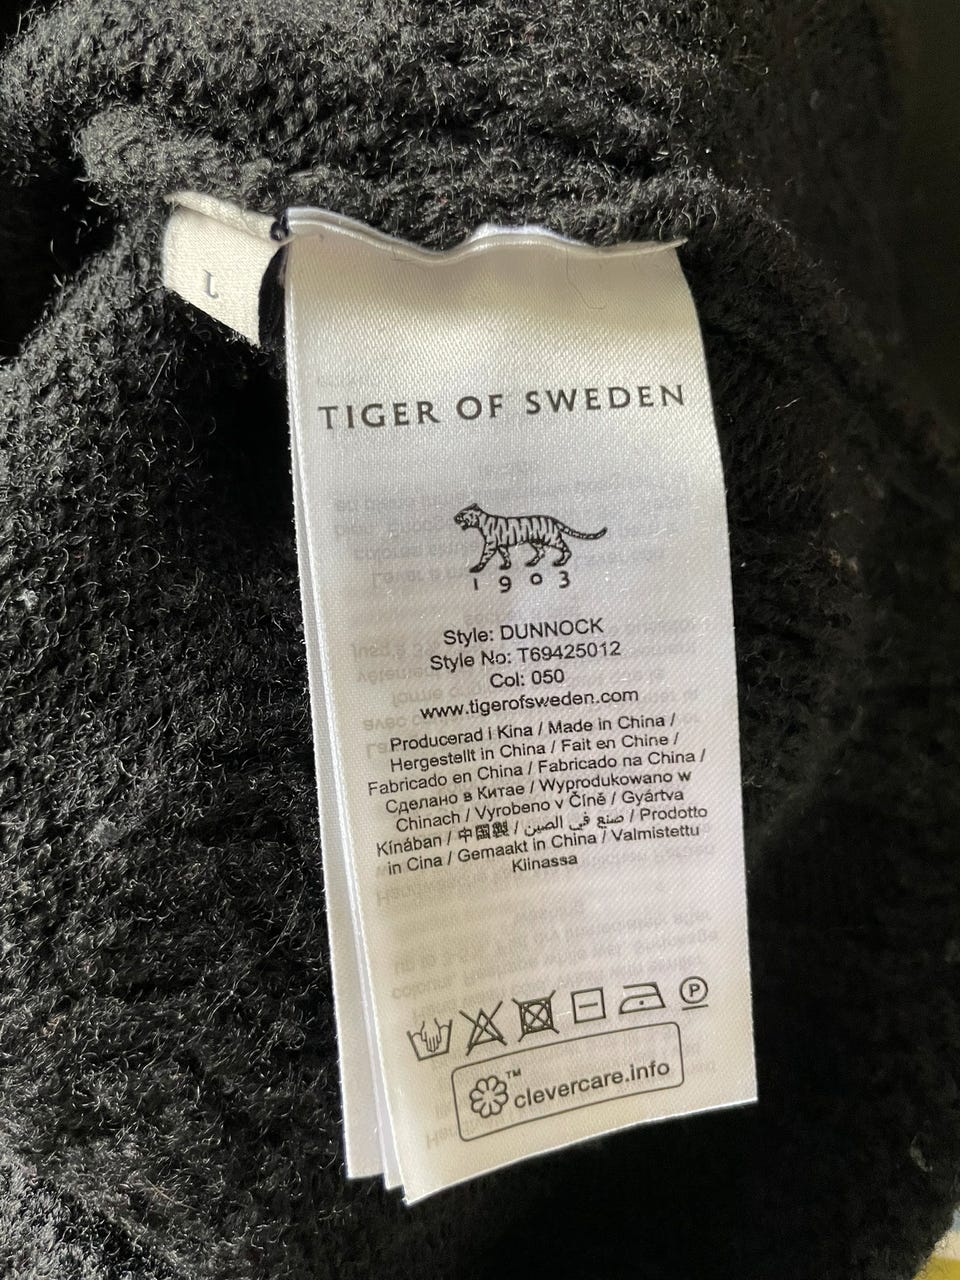 L
TIGER OF SWEDEN
1903
Style: DUNNOCK
Style No: T69425012
Col: 050
www.tigerofsweden.com
Producerad i Kina / Made in China /
Hergestellt in China / Fait en Chine /
Fabricado en China / Fabricado na China /
Сделано в Китае / Wyprodukowano w
Chinach / Vyrobeno v Číně / Gyártva
Kínában / 中國製 / صنع في الصين / Prodotto
in Cina / Gemaakt in China / Valmistettu
Kiinassa
P
TM
clevercare.info